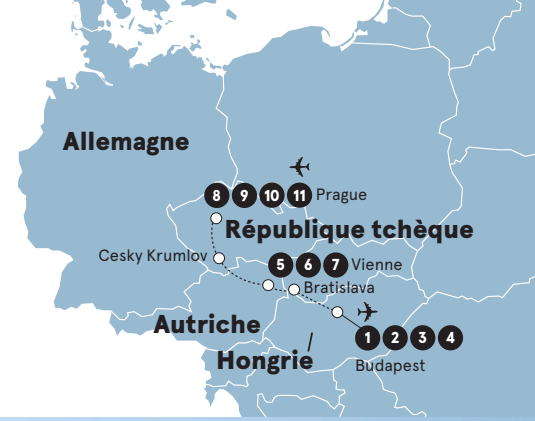 Allemagne
8 9 10 11 Prague
République tchèque
Cesky Krumlov
5 6 7 Vienne
Bratislava
Autriche
1 2 3 4
Hongrie
Budapest